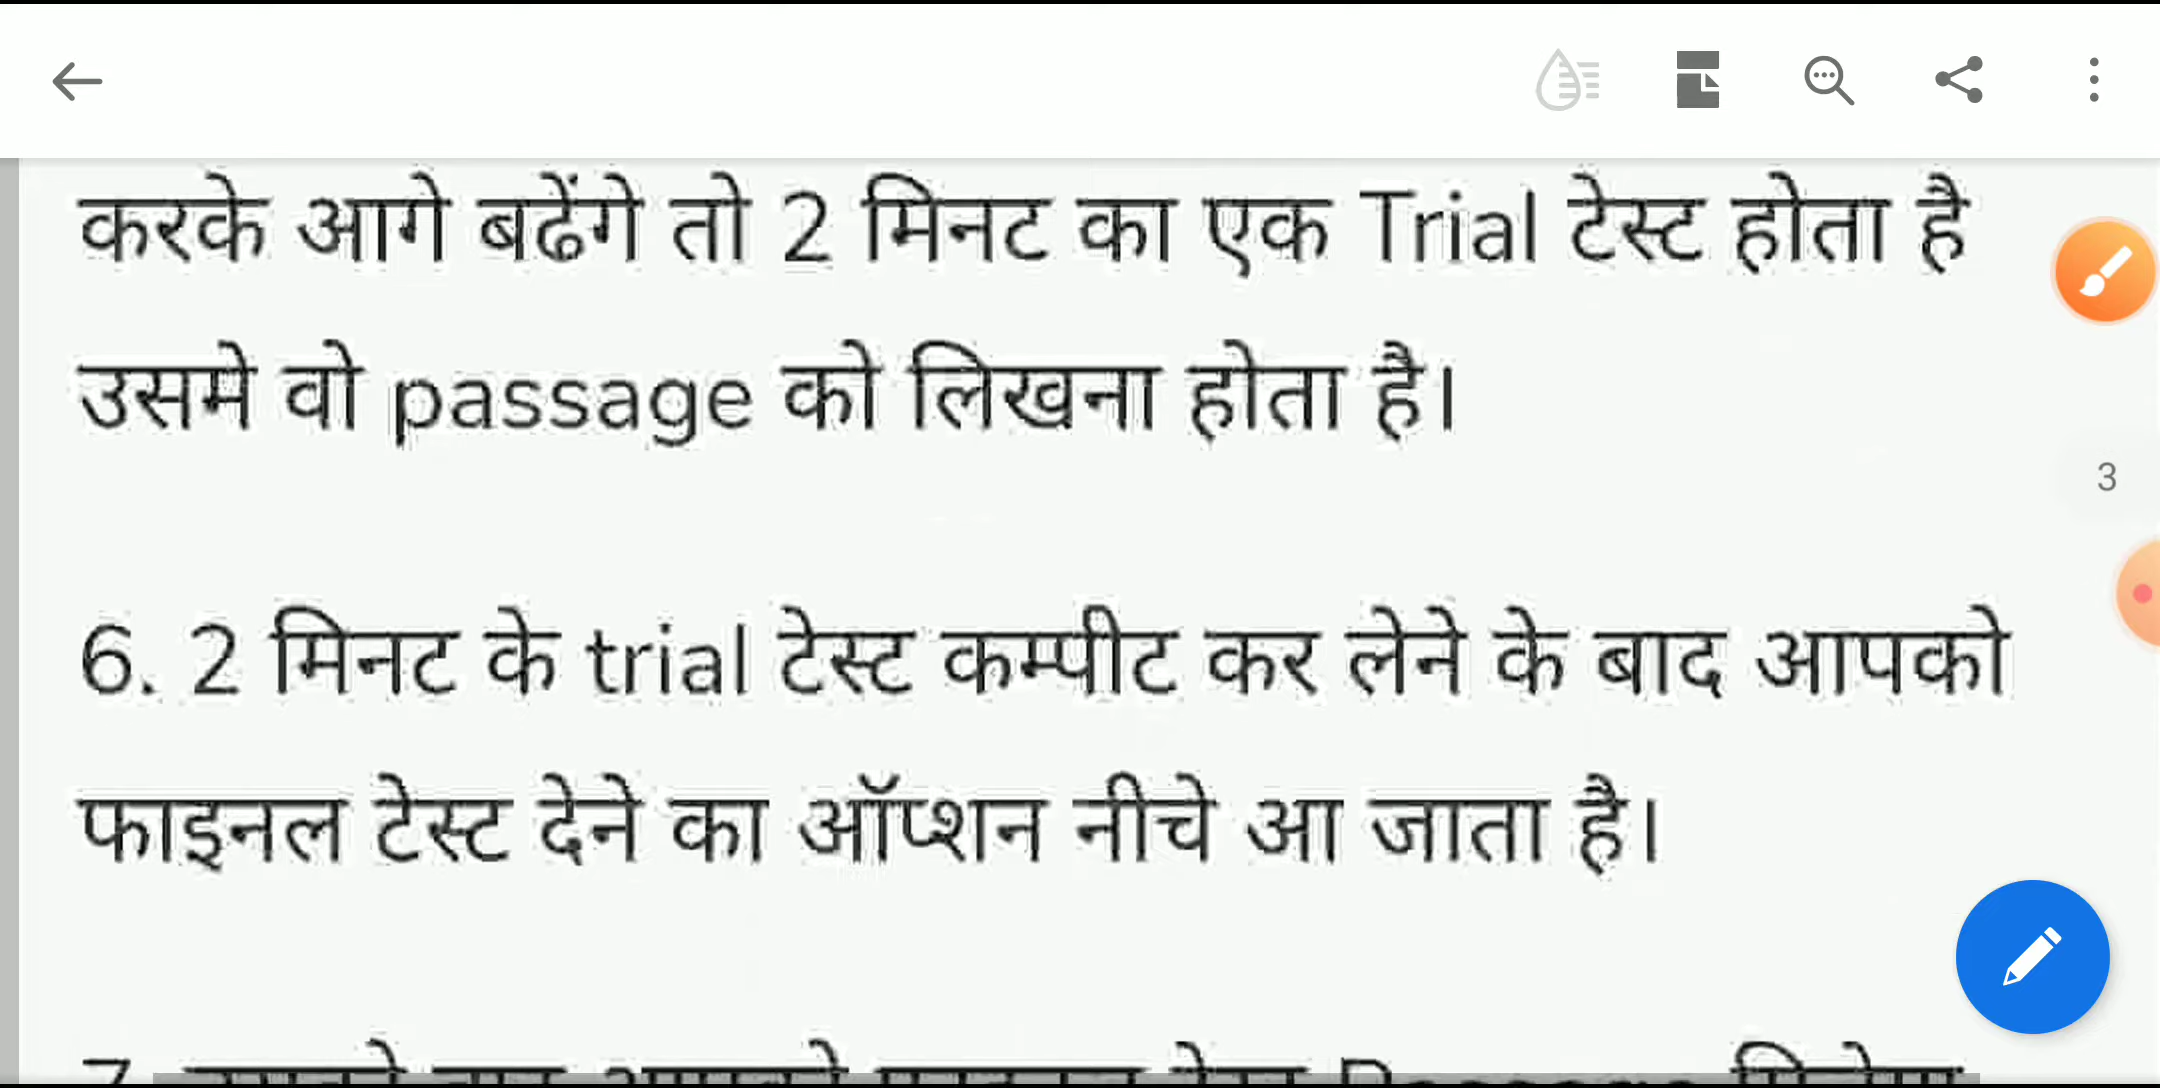 करके आगे बढेंगे तो 2 मिनट का एक Trial टेस्ट होता है
उसमे वो passage को लिखना होता है।
3
6. 2 मिनट के trial टेस्ट कम्पीट कर लेने के बाद आपको
फाइनल टेस्ट देने का ऑप्शन नीचे आ जाता है।
7.